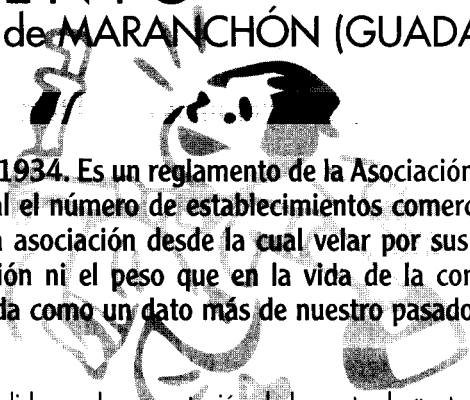 de MARANCHÓN (GUADA
1934. Es un reglamento de la Asociación
al el número de establecimientos comerc
asociación desde la cual velar por sus
ión ni el peso que en la vida de la con
da como un dato más de nuestro pasado